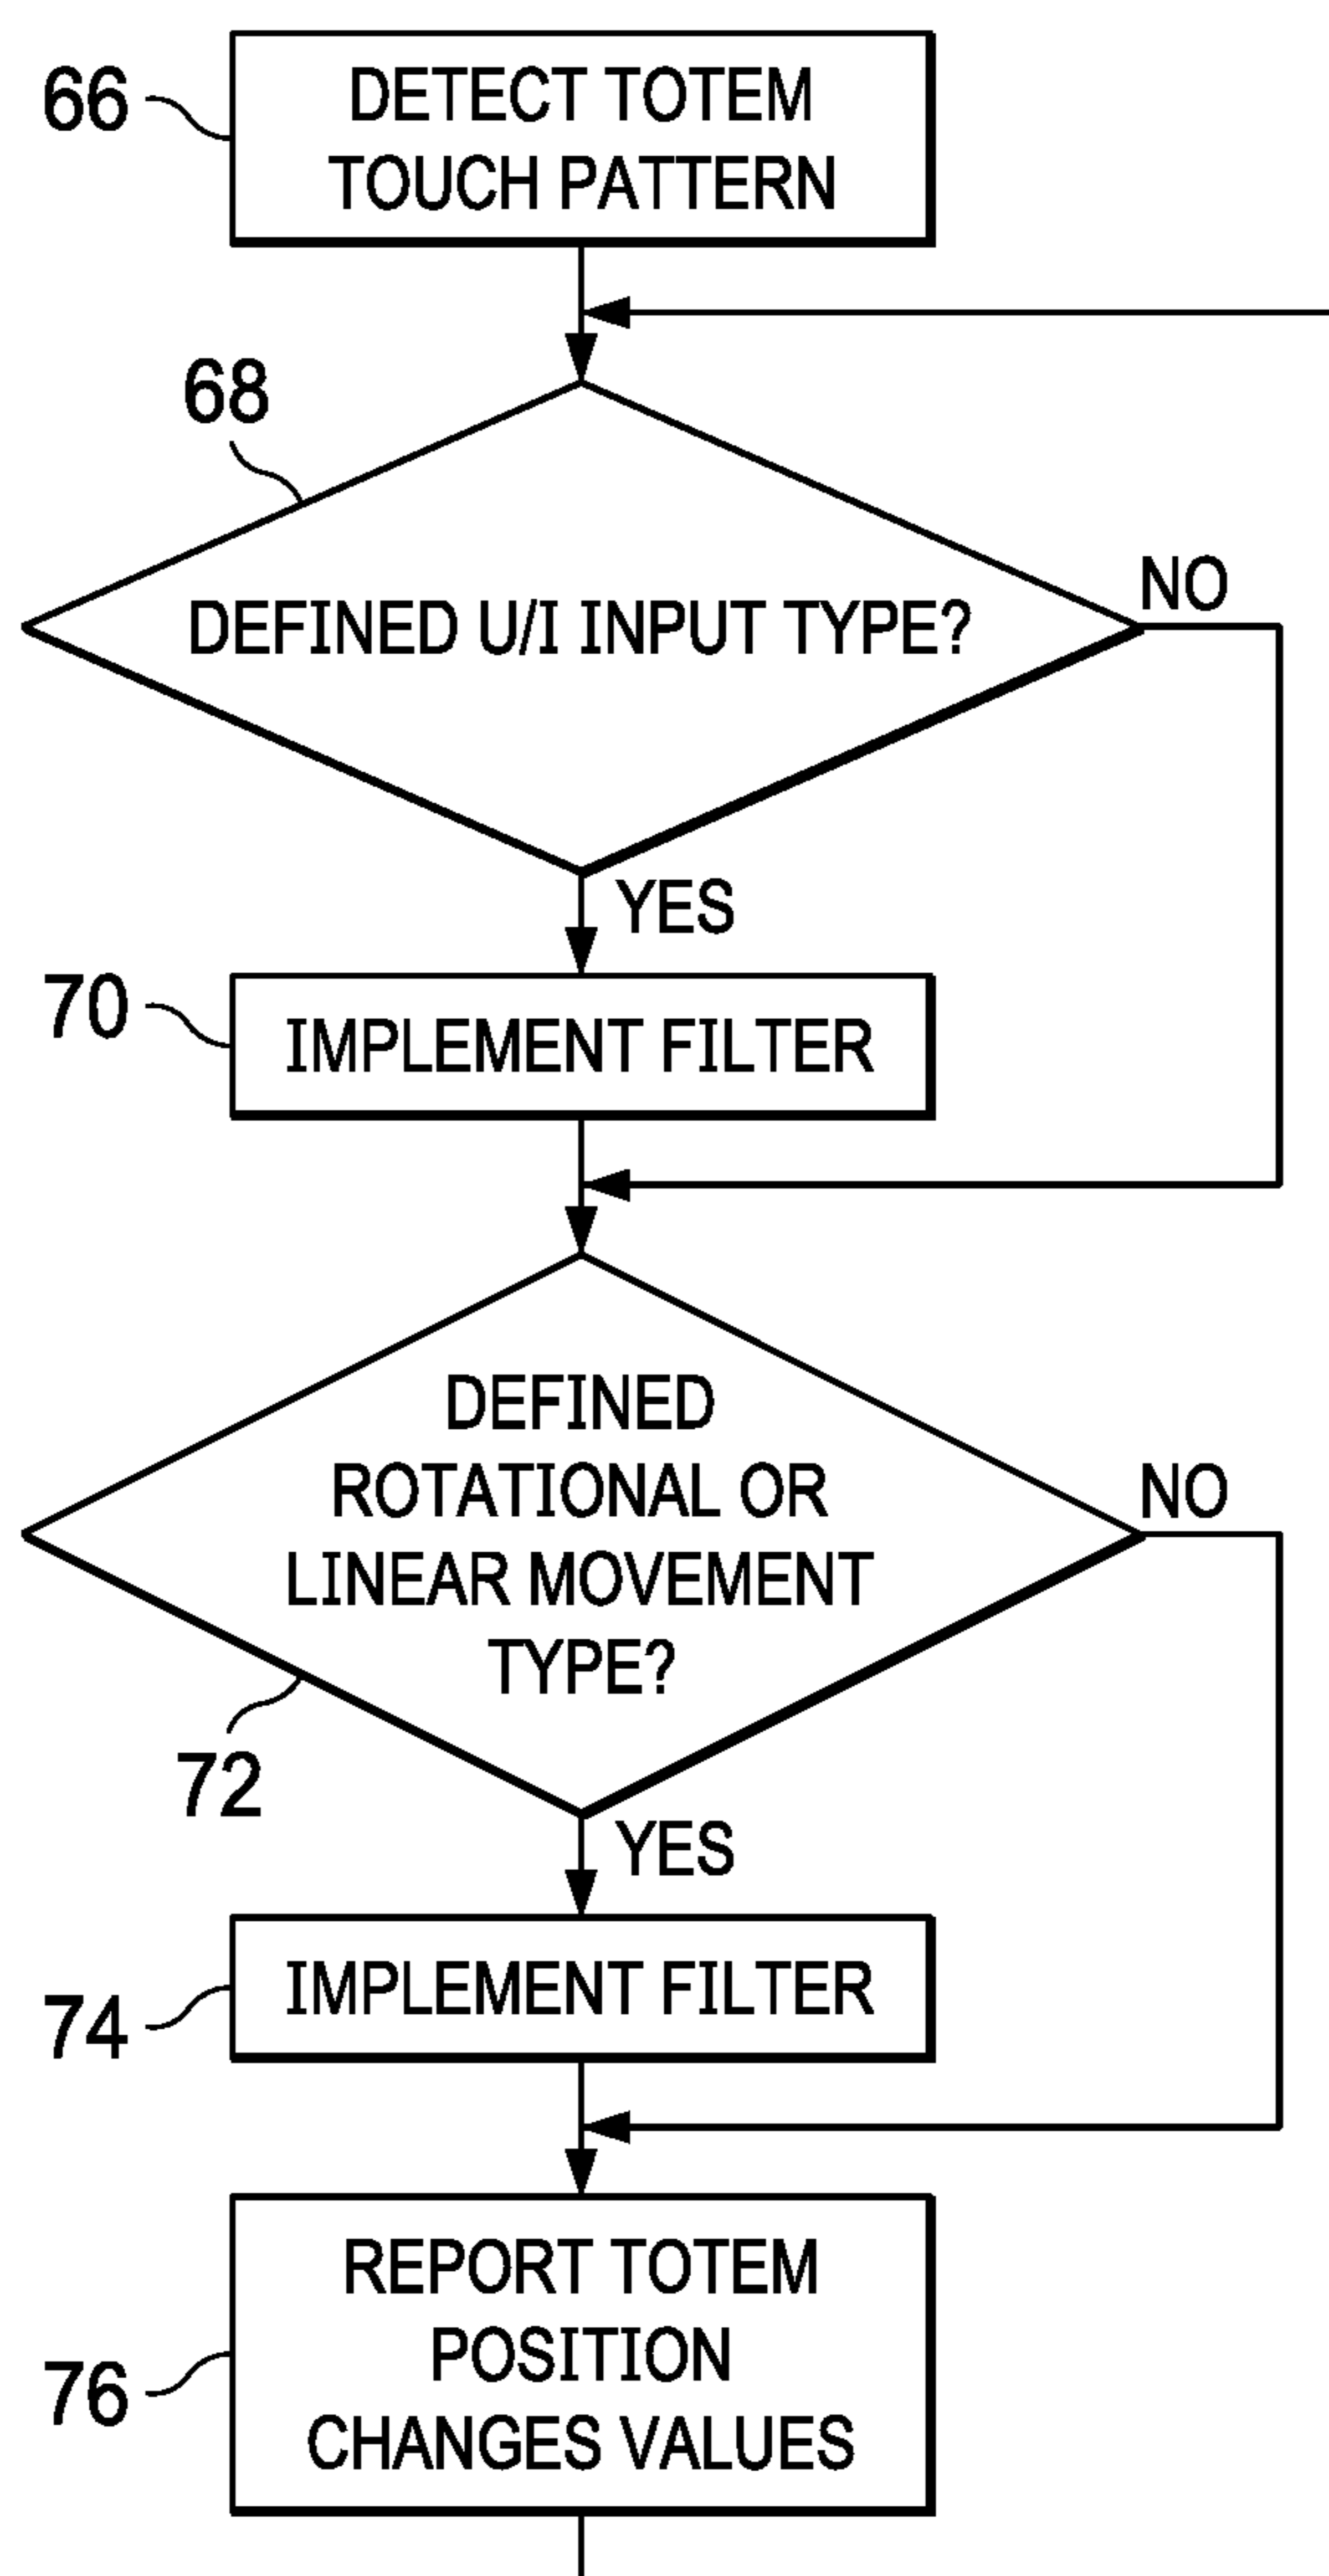 66
DETECT TOTEM
TOUCH PATTERN
68
DEFINED U/I INPUT TYPE?
NO
YES
70
IMPLEMENT FILTER
DEFINED
ROTATIONAL OR
LINEAR MOVEMENT
TYPE?
NO
72
YES
74
IMPLEMENT FILTER
76
REPORT TOTEM
POSITION
CHANGES VALUES